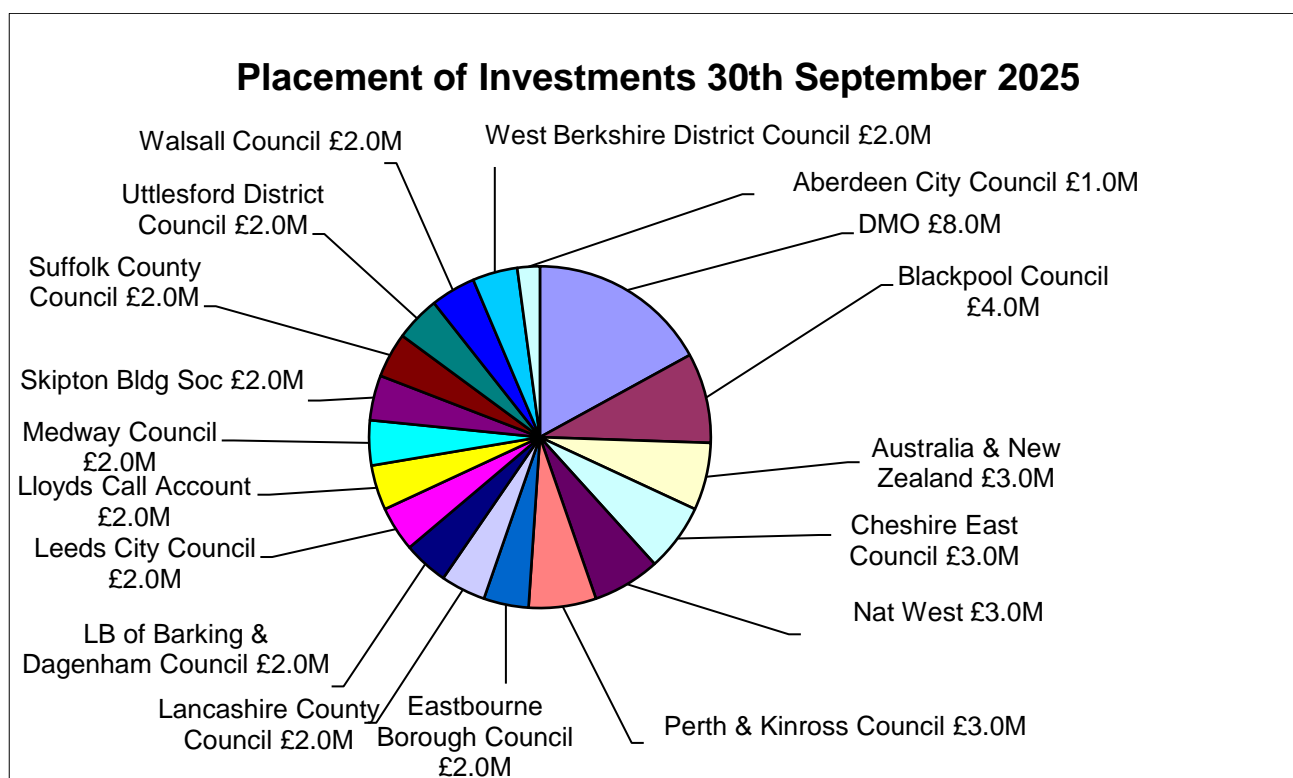 Placement of Investments 30th September 2025
Walsall Council £2.0M
West Berkshire District Council £2.0M
Aberdeen City Council £1.0M
Uttlesford District
Council £2.0M
DMO £8.0M
Suffolk County
Council £2.0M
Blackpool Council
£4.0M
Skipton Bldg Soc £2.0M
Medway Council
£2.0M
Australia & New
Zealand £3.0M
Lloyds Call Account
£2.0M
Cheshire East
Council £3.0M
Leeds City Council
£2.0M
Nat West £3.0M
LB of Barking &
Dagenham Council £2.0M
Lancashire County
Council £2.0M
Eastbourne
Borough Council
£2.0M
Perth & Kinross Council £3.0M